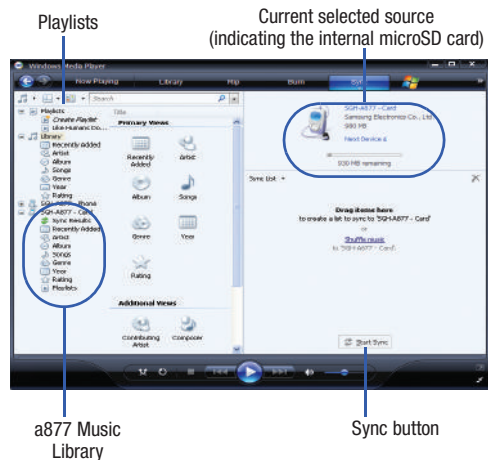 Playlists
Current selected source
(indicating the internal microSD card)
Windows Media Player
Now Playing
Library
Rip
Burn
Sync
Search
Playlists
Create Playlist
Library
Recently Added
Artist
Album
Songs
Genre
Year
Rating
SGH-A877 - Phone
SGH-A877 - Card
Sync Results
Recently Added
Artist
Album
Songs
Genre
Year
Rating
Playlists
Title
Primary Views
Recently Added
Artist
Album
Songs
Genre
Year
Rating
Additional Views
Contributing Artist
Composer
SGH-A877 - Card
Samsung Electronics Co., Ltd
980 MB
Next Device
930 MB remaining
Sync List
Drag items here
to create a list to sync to 'SGH-A877 - Card'
or
Shuffle music
to 'SGH-A877 - Card'.
Start Sync
a877 Music
Library
Sync button